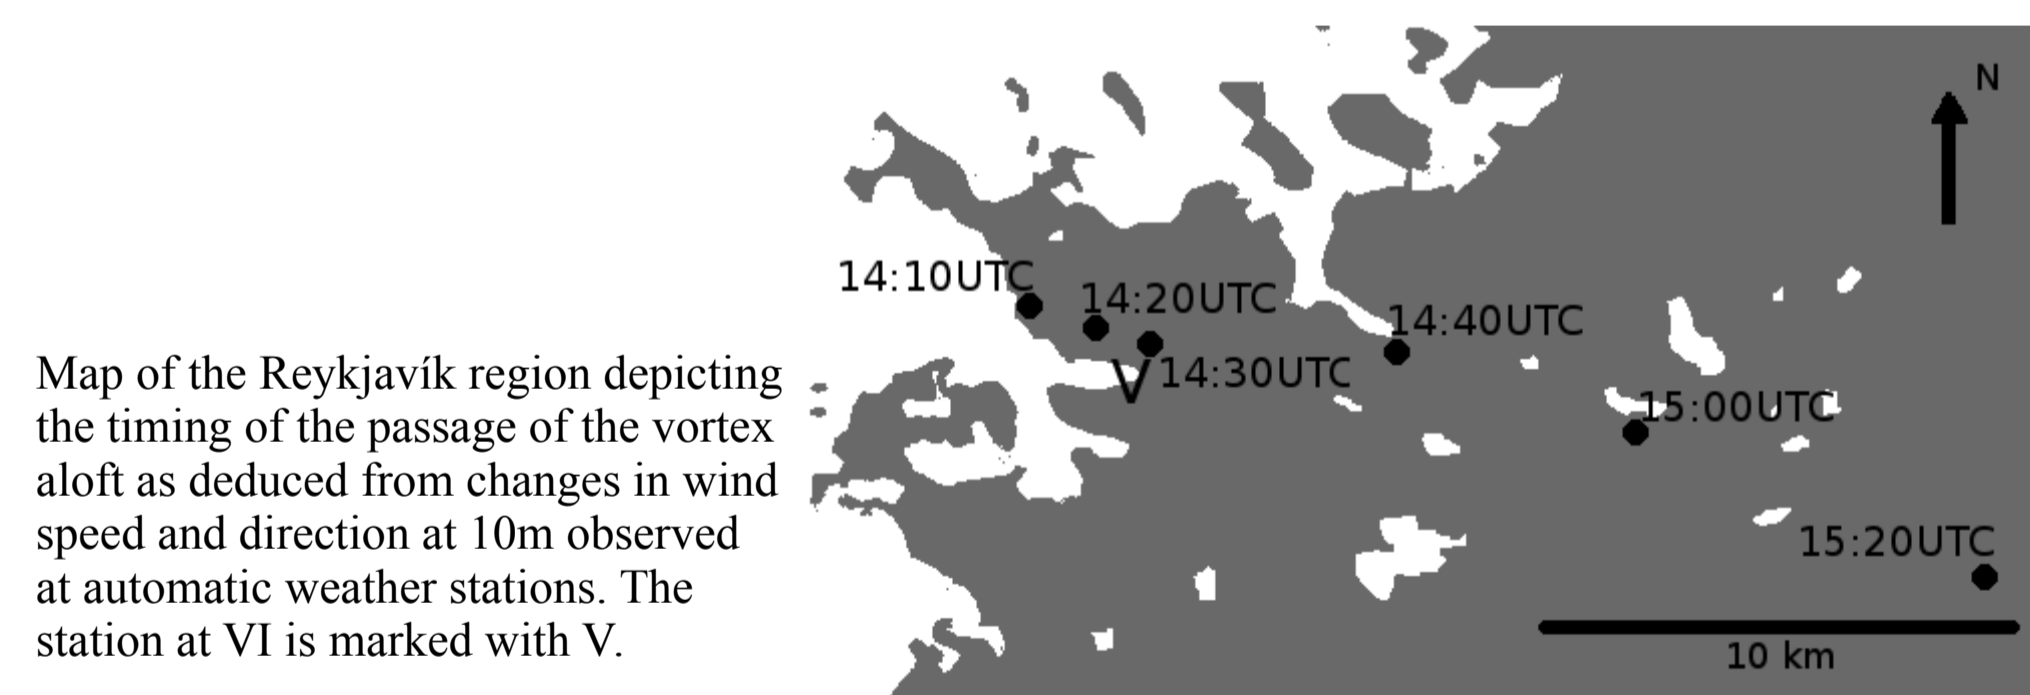 Map of the Reykjavík region depicting
the timing of the passage of the vortex
aloft as deduced from changes in wind
speed and direction at 10m observed
at automatic weather stations. The
station at VI is marked with V.
N
14:10UTC
14:20UTC
14:40UTC
V 14:30UTC
15:00UTC
15:20UTC
10 km